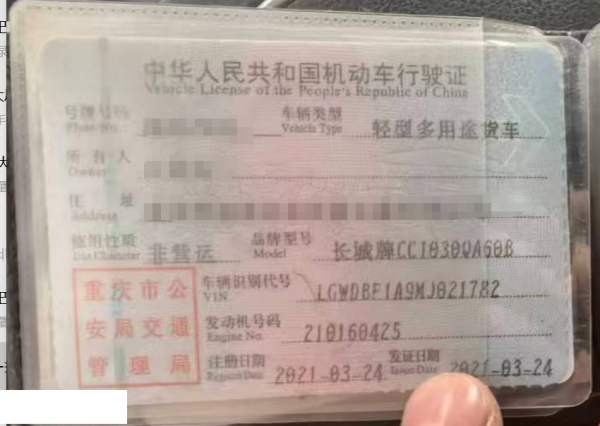 中华人民共和国机动车行驶证
Vehicle License of the People's Republic of China
号牌号码
Plate No.
车辆类型
Vehicle Type
轻型多用途货车
所有人
Owner
住址
Address
使用性质
Use Character
非营运
品牌型号
Model
长城牌CC1030QA60B
重庆市公
安局交通
管理局
车辆识别代号
VIN
LGWDBF1A9MJ021782
发动机号码
Engine No.
210160425
注册日期
Register Date
2021-03-24
发证日期
Issue Date
2021-03-24